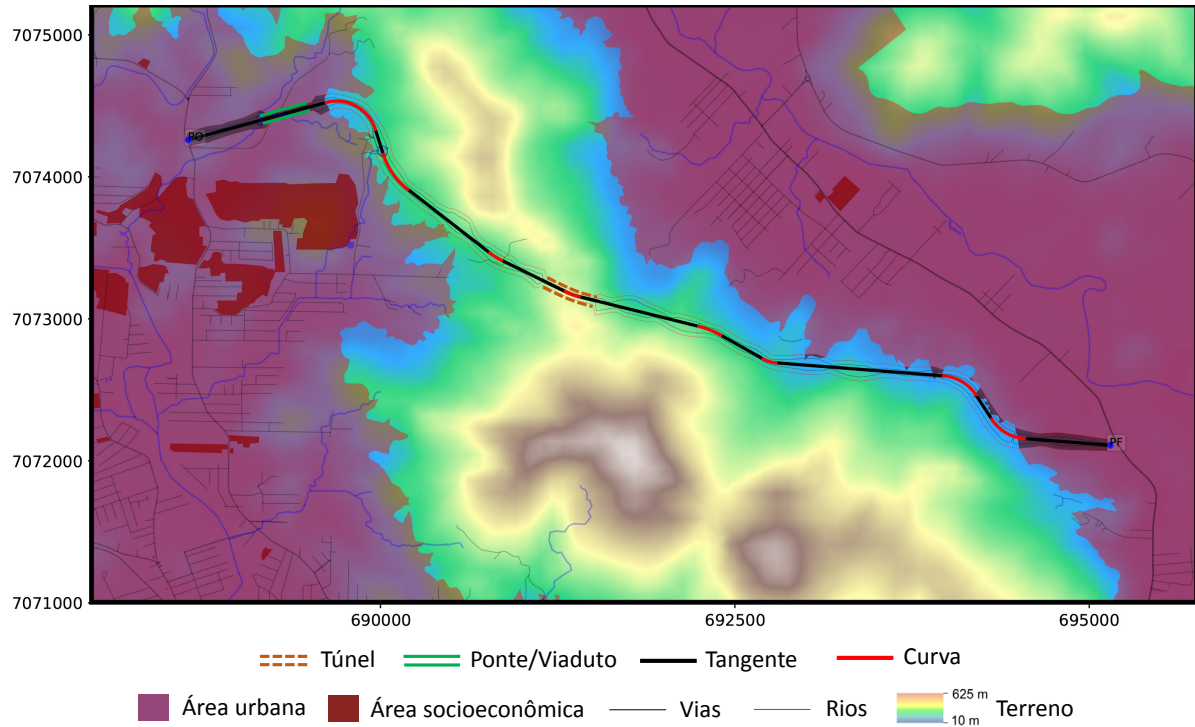 7075000
PO
7074000
7073000
7072000
PF
7071000
690000
692500
695000
Túnel
Ponte/Viaduto
Tangente
Curva
Área urbana
Área socioeconômica
Vias
Rios
625 m
10 m
Terreno